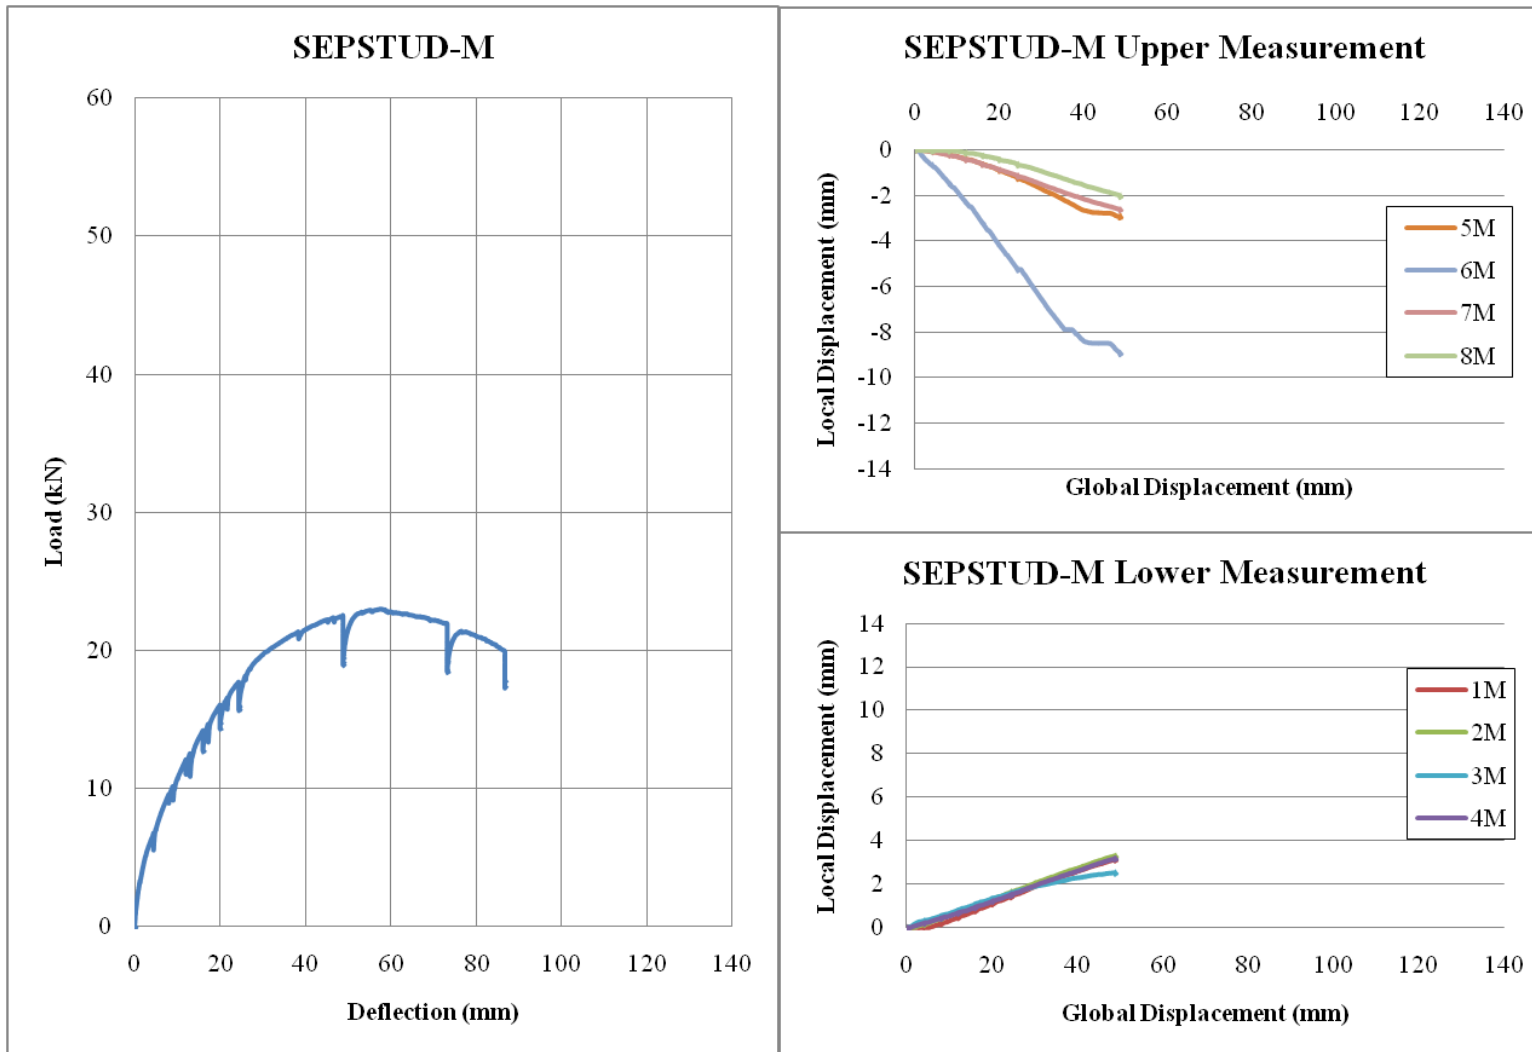 SEPSTUD-M
60
50
40
30
20
10
0
0 20 40 60 80 100 120 140
Load (kN)
Deflection (mm)
SEPSTUD-M Upper Measurement
0 20 40 60 80 100 120 140
0
-2
-4
-6
-8
-10
-12
-14
Local Displacement (mm)
Global Displacement (mm)
5M
6M
7M
8M
SEPSTUD-M Lower Measurement
14
12
10
8
6
4
2
0
0 20 40 60 80 100 120 140
Local Displacement (mm)
Global Displacement (mm)
1M
2M
3M
4M